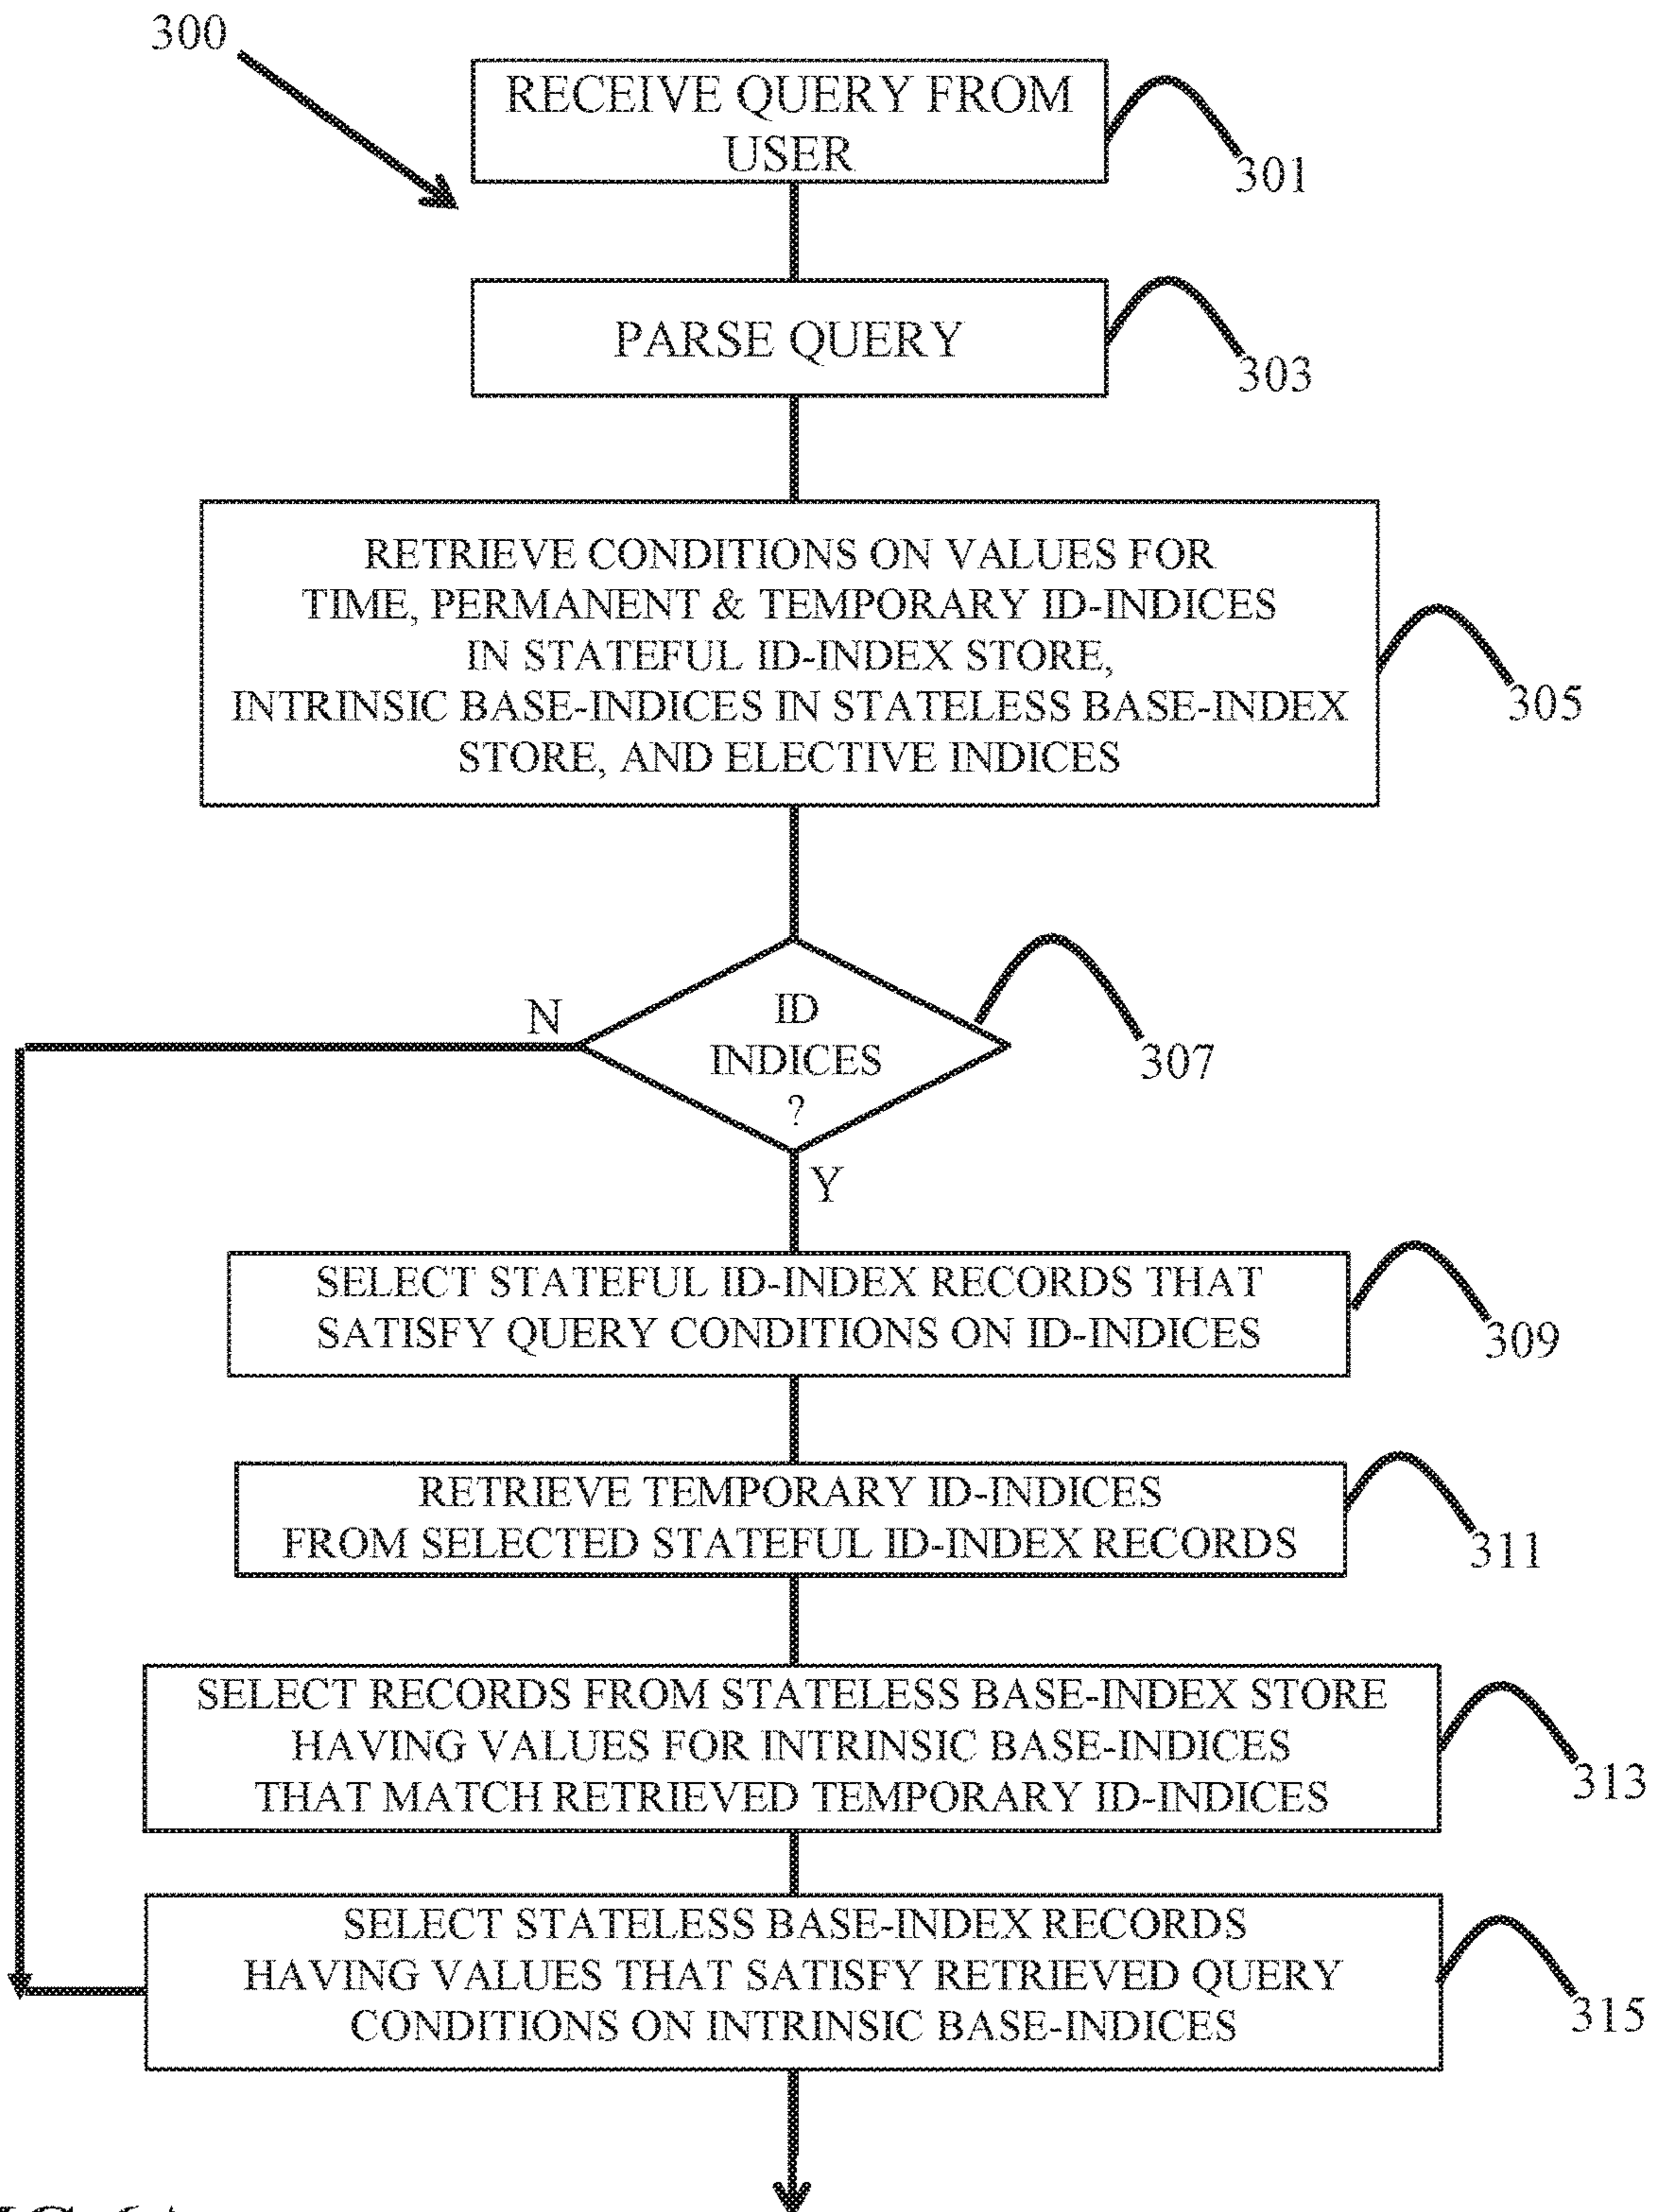 300
RECEIVE QUERY FROM
USER
301
PARSE QUERY
303
RETRIEVE CONDITIONS ON VALUES FOR
TIME, PERMANENT & TEMPORARY ID-INDICES
IN STATEFUL ID-INDEX STORE,
INTRINSIC BASE-INDICES IN STATELESS BASE-INDEX
STORE, AND ELECTIVE INDICES
305
N
ID
INDICES
?
307
Y
SELECT STATEFUL ID-INDEX RECORDS THAT
SATISFY QUERY CONDITIONS ON ID-INDICES
309
RETRIEVE TEMPORARY ID-INDICES
FROM SELECTED STATEFUL ID-INDEX RECORDS
311
SELECT RECORDS FROM STATELESS BASE-INDEX STORE
HAVING VALUES FOR INTRINSIC BASE-INDICES
THAT MATCH RETRIEVED TEMPORARY ID-INDICES
313
SELECT STATELESS BASE-INDEX RECORDS
HAVING VALUES THAT SATISFY RETRIEVED QUERY
CONDITIONS ON INTRINSIC BASE-INDICES
315